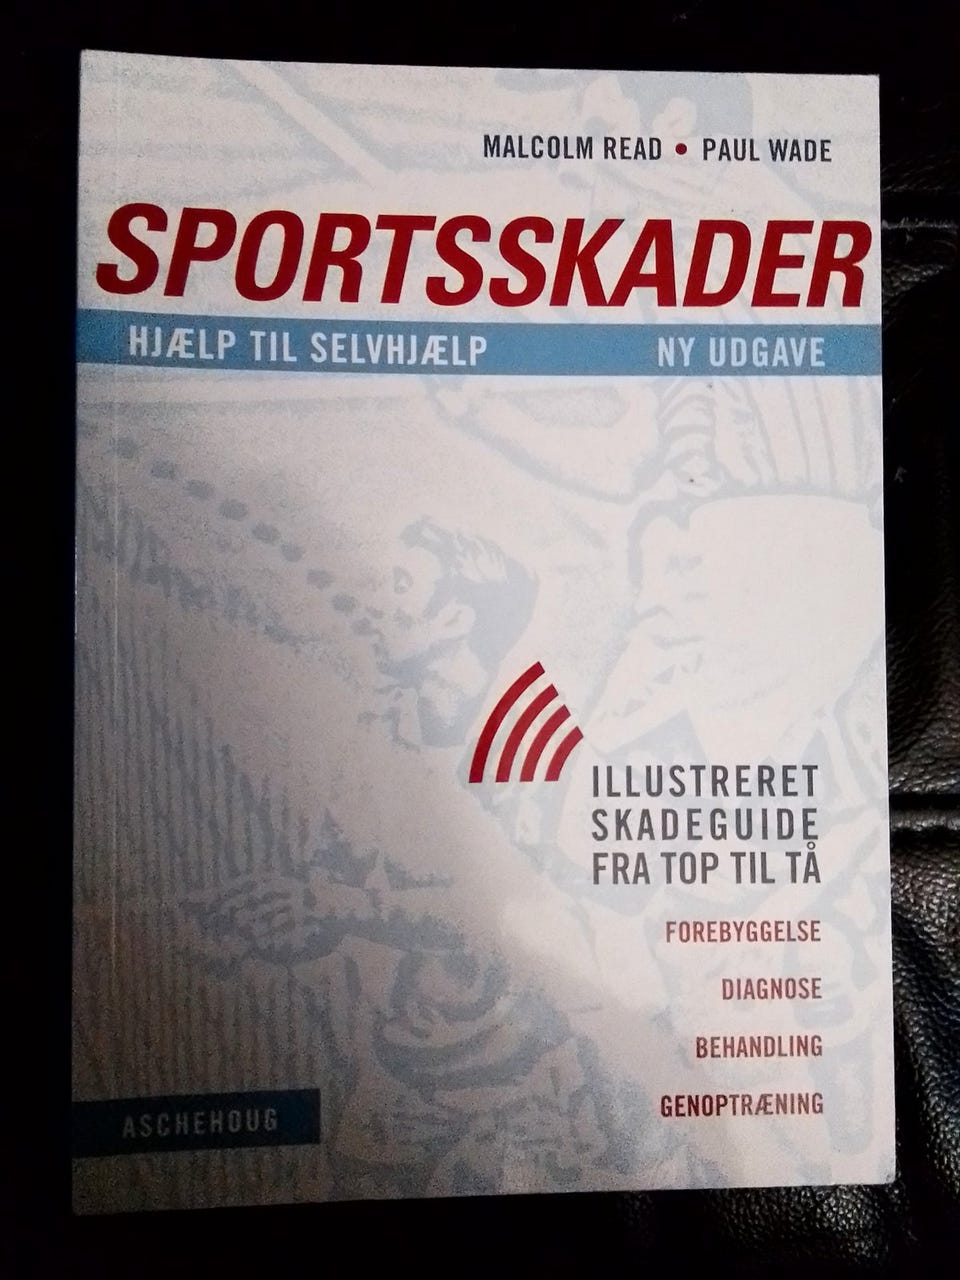 MALCOLM READ • PAUL WADE
SPORTSSKADER
HJÆLP TIL SELVHJÆLP NY UDGAVE
ILLUSTRERET
SKADEGUIDE
FRA TOP TIL TÅ
FOREBYGGELSE
DIAGNOSE
BEHANDLING
GENOPTRÆNING
ASCHEHOUG